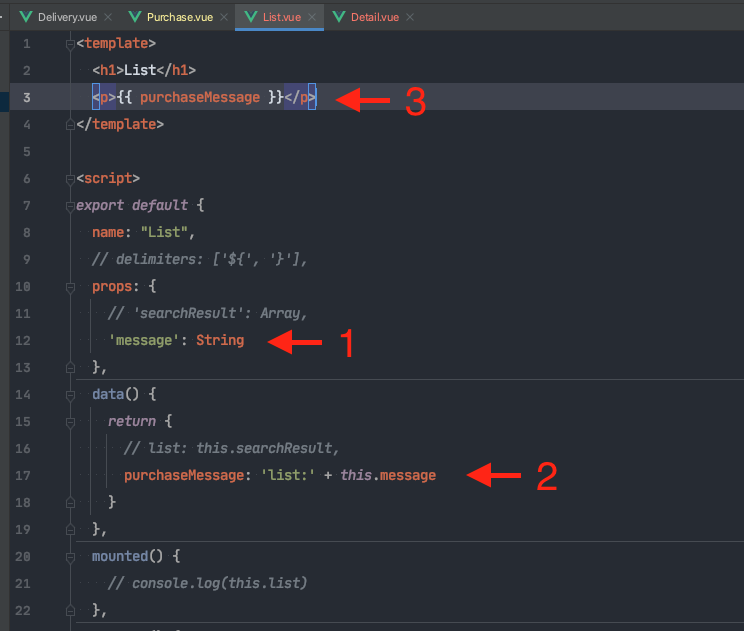 Delivery.vue Purchase.vue List.vue Detail.vue
1 <template>
2 <h1>List</h1>
3 <p>{{ purchaseMessage }}</p> 3
4 </template>
5
6 <script>
7 export default {
8 name: "List",
9 // delimiters: ['${', '}'],
10 props: {
11 // 'searchResult': Array,
12 'message': String 1
13 },
14 data() {
15 return {
16 // list: this.searchResult,
17 purchaseMessage: 'list:' + this.message 2
18 }
19 },
20 mounted() {
21 // console.log(this.list)
22 },